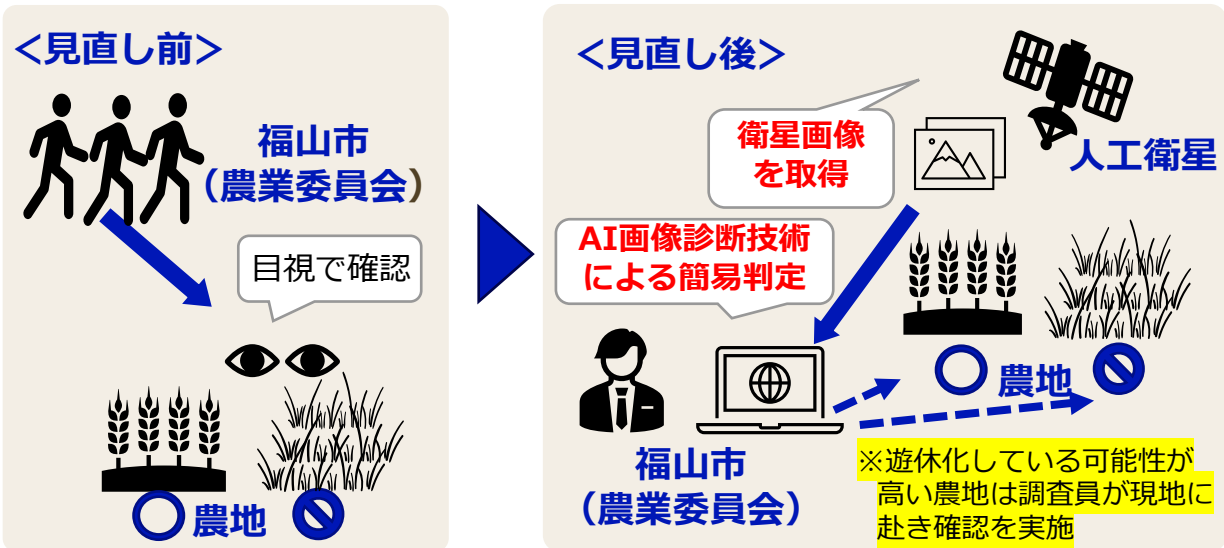 <見直し前>
福山市
(農業委員会)
目視で確認
農地
<見直し後>
衛星画像
を取得
人工衛星
AI画像診断技術
による簡易判定
農地
福山市
(農業委員会)
※遊休化している可能性が
高い農地は調査員が現地に
赴き確認を実施